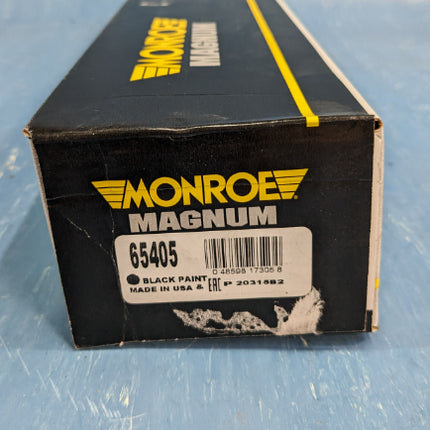 MONROE
MAGNUM
MONROE
MAGNUM
65405
0 48598 17305 8
BLACK PAINT
MADE IN USA & EAC P 20315B2